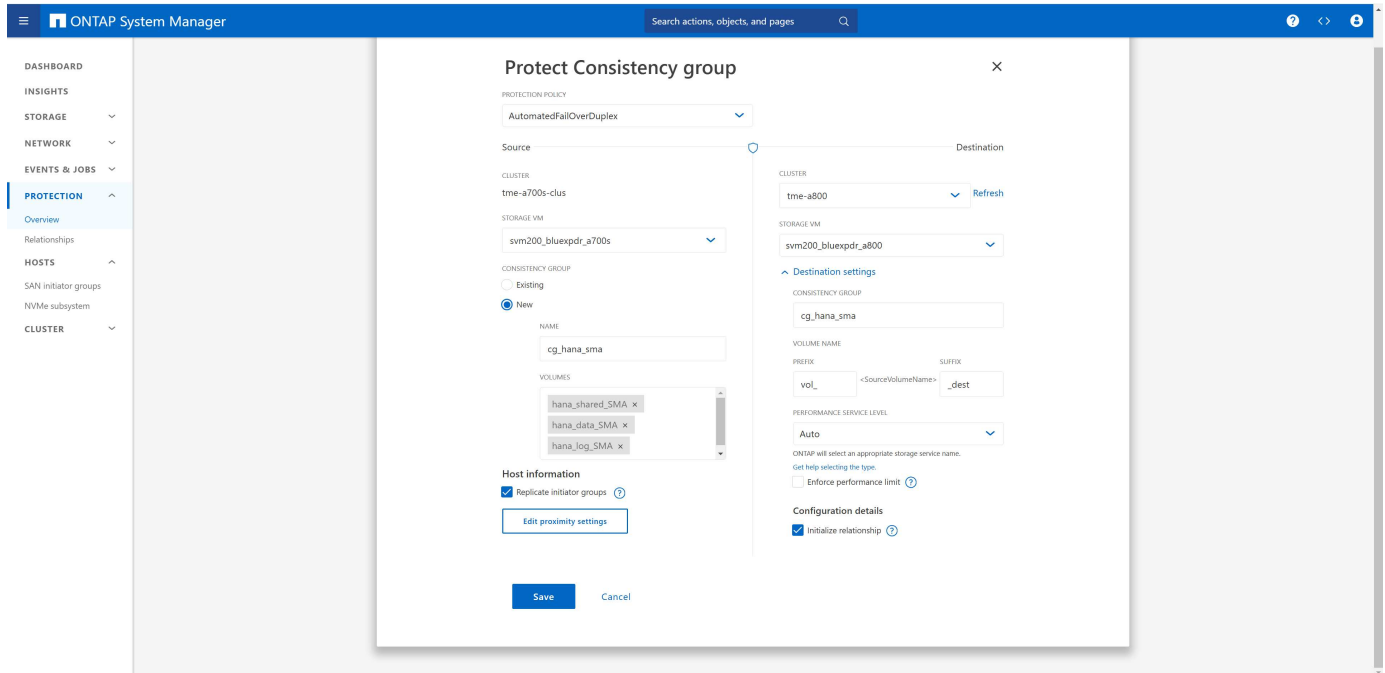 ONTAP System Manager
Search actions, objects, and pages
DASHBOARD
INSIGHTS
STORAGE
NETWORK
EVENTS & JOBS
PROTECTION
Overview
Relationships
HOSTS
SAN initiator groups
NVMe subsystem
CLUSTER
Protect Consistency group
PROTECTION POLICY
AutomatedFailOverDuplex
Source
Destination
CLUSTER
tme-a700s-clus
STORAGE VM
svm200_bluexpdr_a700s
CONSISTENCY GROUP
Existing
New
NAME
cg_hana_sma
VOLUMES
hana_shared_SMA ×
hana_data_SMA ×
hana_log_SMA ×
Host information
Replicate initiator groups ?
Edit proximity settings
CLUSTER
tme-a800 Refresh
STORAGE VM
svm200_bluexpdr_a800
Destination settings
CONSISTENCY GROUP
cg_hana_sma
VOLUME NAME
PREFIX SUFFIX
vol_ <SourceVolumeName> _dest
PERFORMANCE SERVICE LEVEL
Auto
ONTAP will select an appropriate storage service name.
Get help selecting the type.
Enforce performance limit ?
Configuration details
Initialize relationship ?
Save Cancel